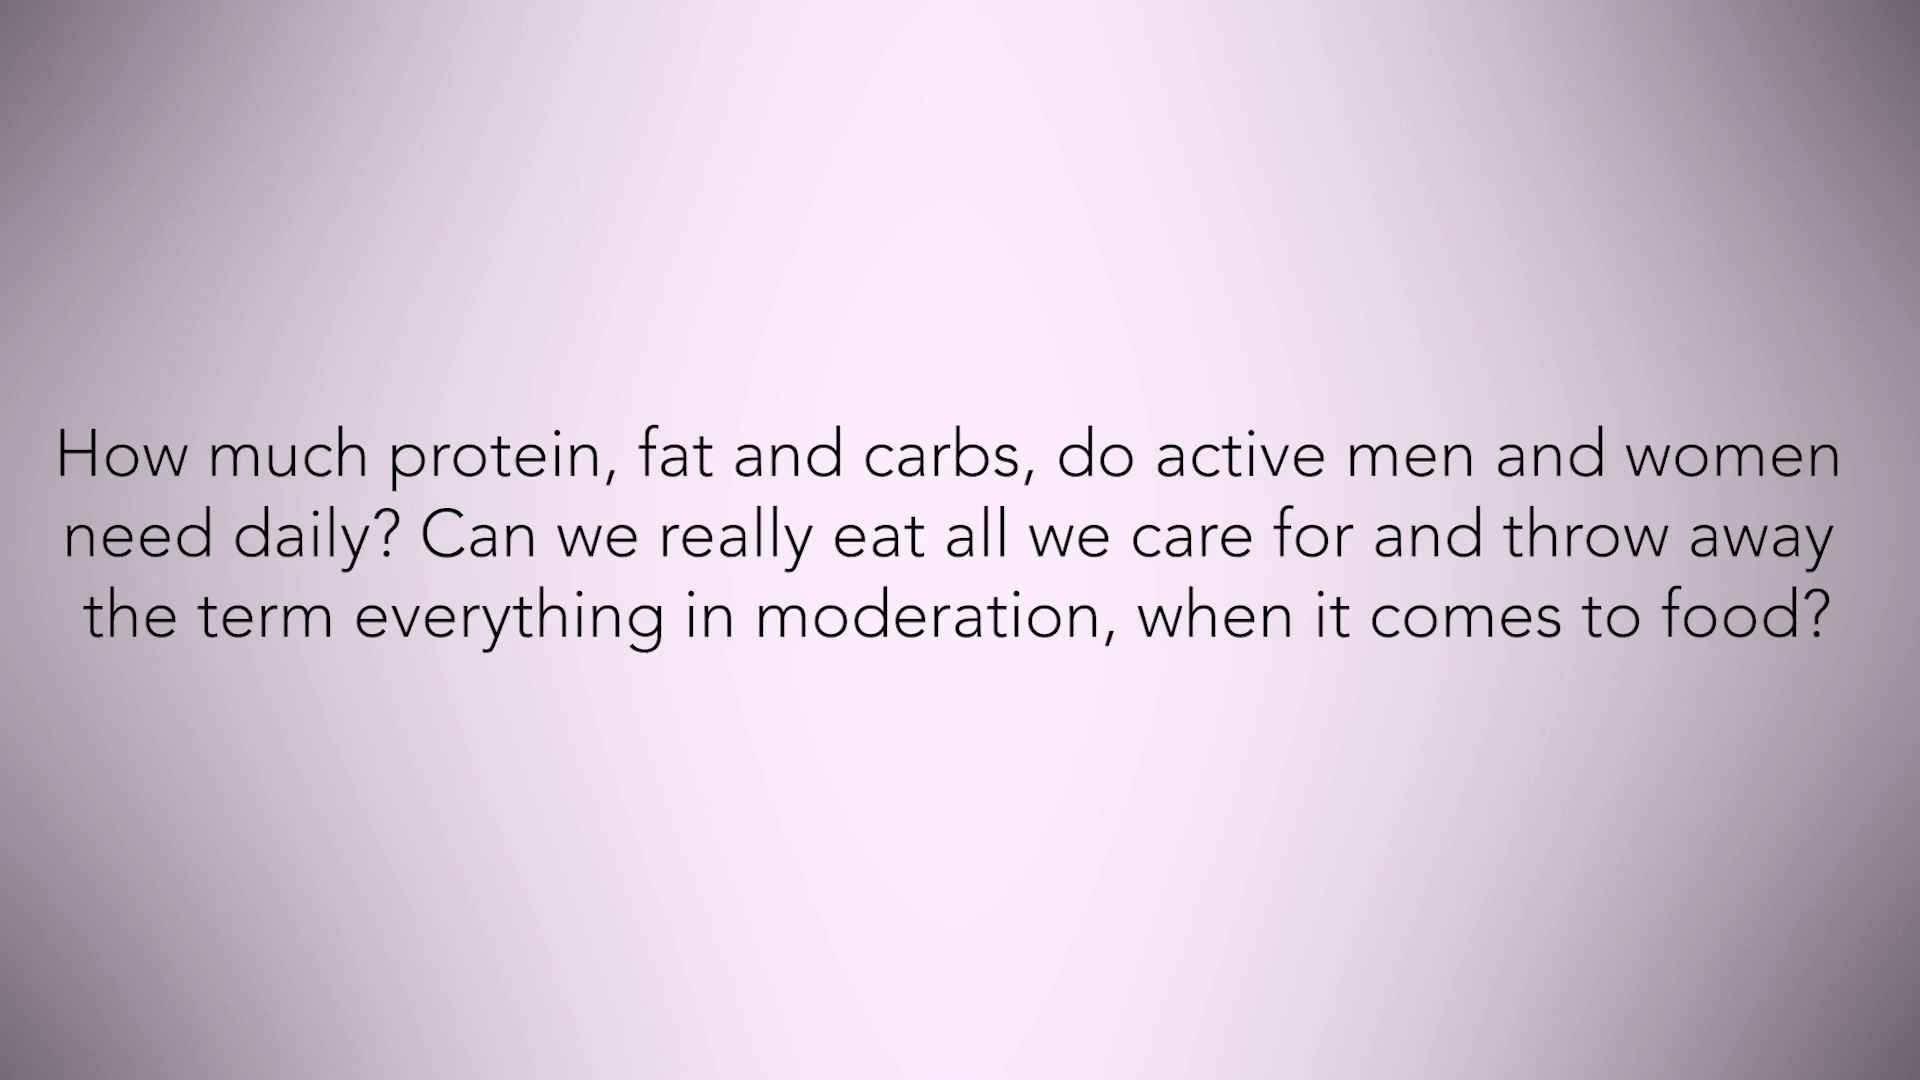 How much protein, fat and carbs, do active men and women
need daily? Can we really eat all we care for and throw away
the term everything in moderation, when it comes to food?